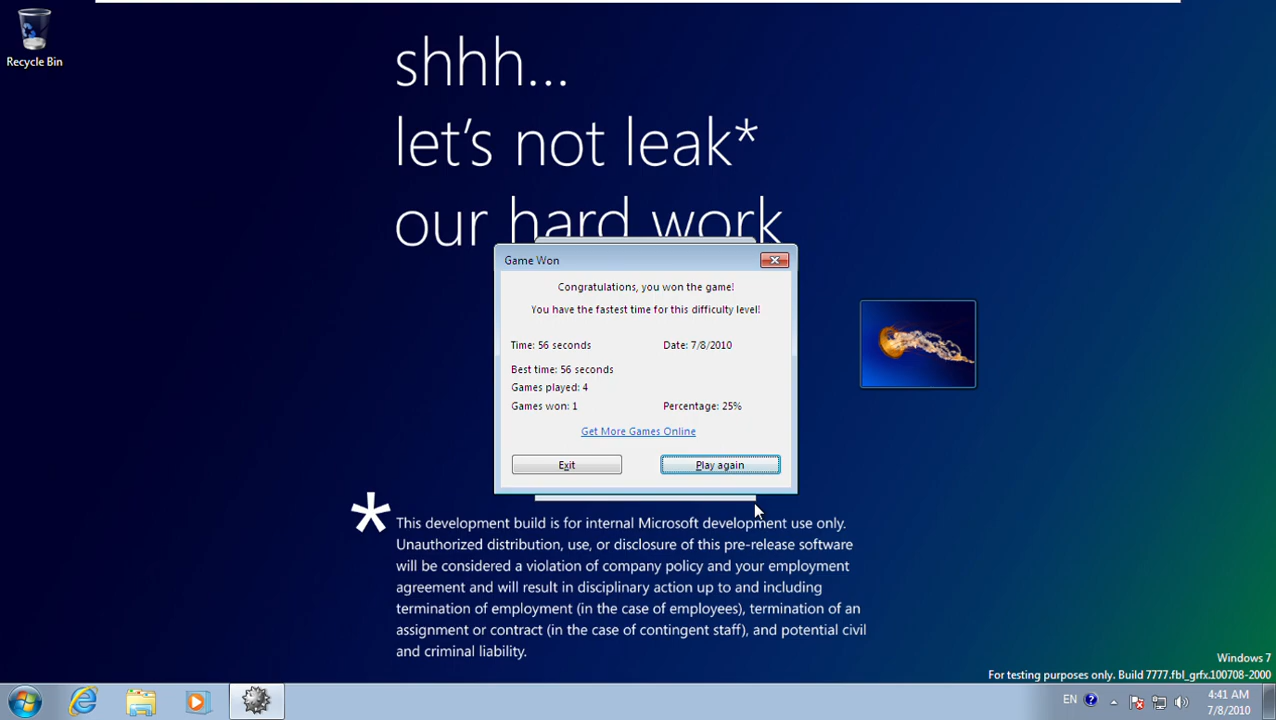 Recycle Bin
shhh...
let's not leak*
our hard work
Game Won
Congratulations, you won the game!
You have the fastest time for this difficulty level!
Time: 56 seconds
Date: 7/8/2010
Best time: 56 seconds
Games played: 4
Games won: 1
Percentage: 25%
Get More Games Online
Exit
Play again
* This development build is for internal Microsoft development use only.
Unauthorized distribution, use, or disclosure of this pre-release software
will be considered a violation of company policy and your employment
agreement and will result in disciplinary action up to and including
termination of employment (in the case of employees), termination of an
assignment or contract (in the case of contingent staff), and potential civil
and criminal liability.
Windows 7
For testing purposes only. Build 7777.fbl_grfx.100708-2000
EN
4:41 AM
7/8/2010